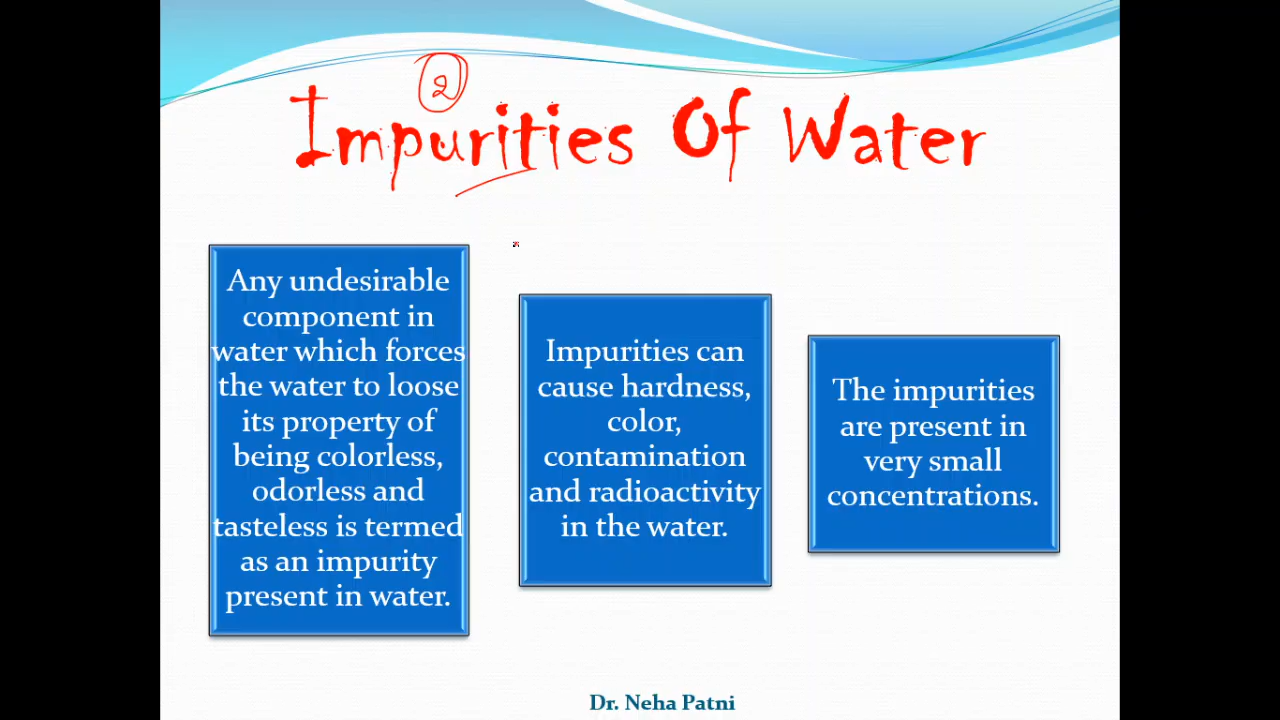 2
Impurities Of Water
Any undesirable
component in
water which forces
the water to loose
its property of
being colorless,
odorless and
tasteless is termed
as an impurity
present in water.
Impurities can
cause hardness,
color,
contamination
and radioactivity
in the water.
The impurities
are present in
very small
concentrations.
Dr. Neha Patni